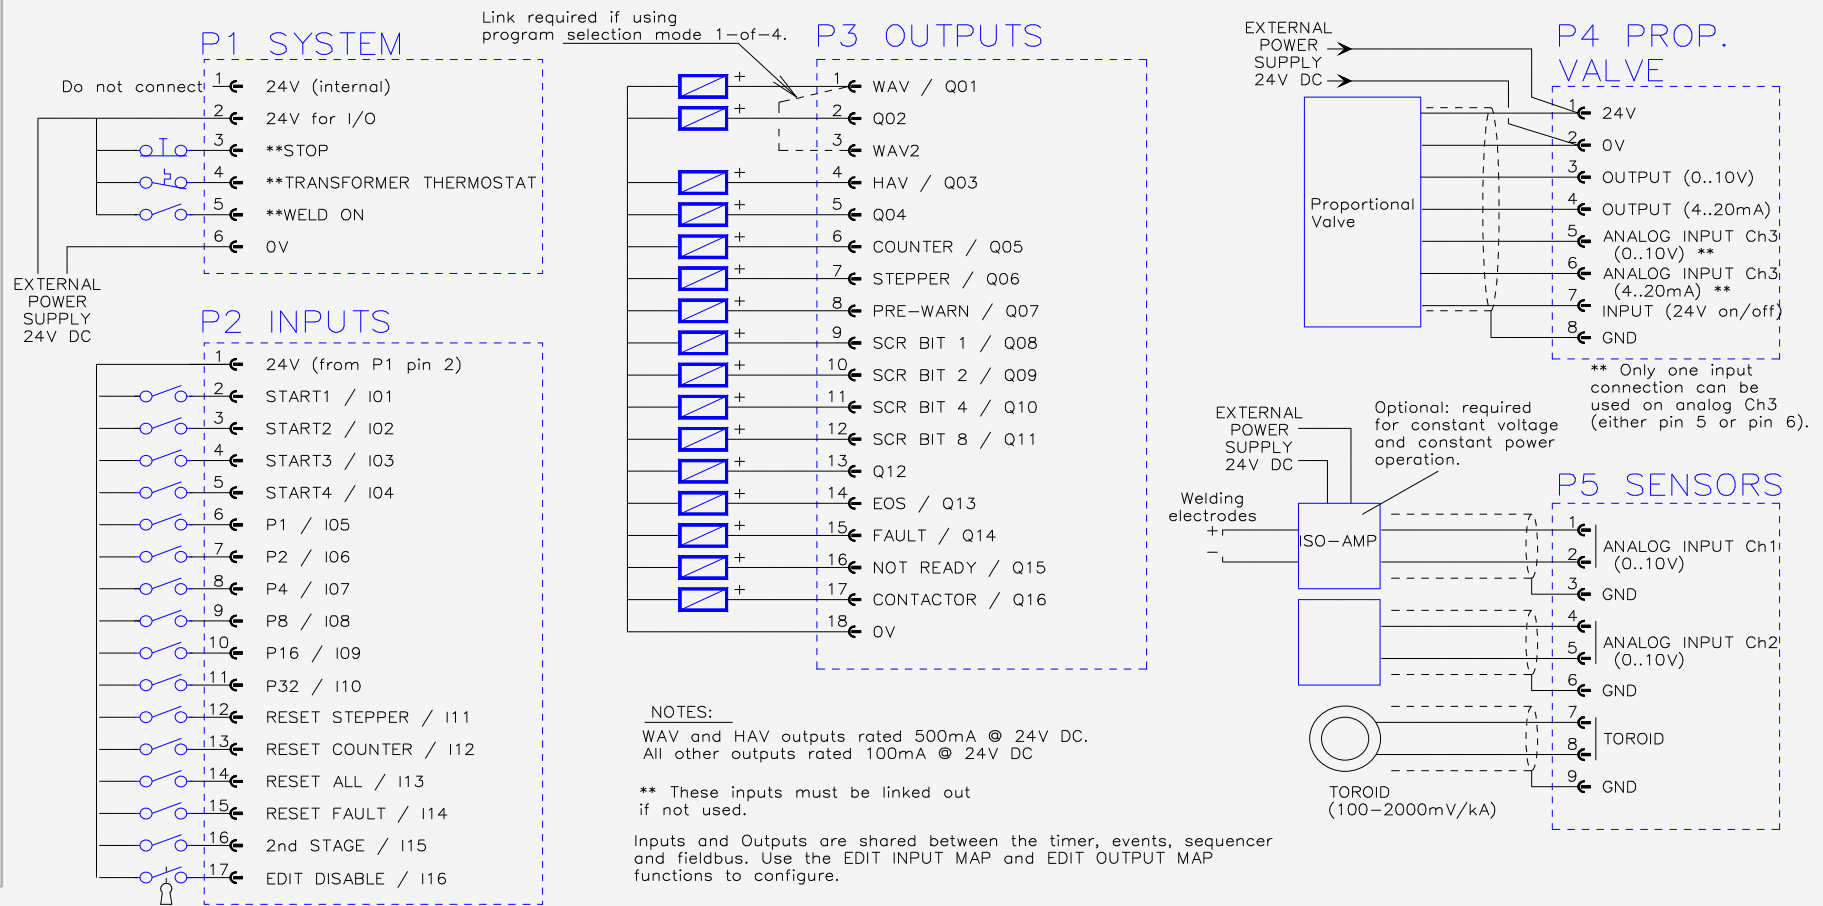 P1 SYSTEM
Do not connect
1 24V (internal)
2 24V for I/O
3 **STOP
4 **TRANSFORMER THERMOSTAT
5 **WELD ON
6 0V
EXTERNAL
POWER
SUPPLY
24V DC
P2 INPUTS
1 24V (from P1 pin 2)
2 START1 / I01
3 START2 / I02
4 START3 / I03
5 START4 / I04
6 P1 / I05
7 P2 / I06
8 P4 / I07
9 P8 / I08
10 P16 / I09
11 P32 / I10
12 RESET STEPPER / I11
13 RESET COUNTER / I12
14 RESET ALL / I13
15 RESET FAULT / I14
16 2nd STAGE / I15
17 EDIT DISABLE / I16
Link required if using
program selection mode 1-of-4.
P3 OUTPUTS
+ 1 WAV / Q01
+ 2 Q02
3 WAV2
+ 4 HAV / Q03
+ 5 Q04
+ 6 COUNTER / Q05
+ 7 STEPPER / Q06
+ 8 PRE-WARN / Q07
+ 9 SCR BIT 1 / Q08
+ 10 SCR BIT 2 / Q09
+ 11 SCR BIT 4 / Q10
+ 12 SCR BIT 8 / Q11
+ 13 Q12
+ 14 EOS / Q13
+ 15 FAULT / Q14
+ 16 NOT READY / Q15
+ 17 CONTACTOR / Q16
18 0V
NOTES:
WAV and HAV outputs rated 500mA @ 24V DC.
All other outputs rated 100mA @ 24V DC
** These inputs must be linked out
if not used.
Inputs and Outputs are shared between the timer, events, sequencer
and fieldbus. Use the EDIT INPUT MAP and EDIT OUTPUT MAP
functions to configure.
EXTERNAL
POWER
SUPPLY
24V DC
P4 PROP.
VALVE
Proportional
Valve
1 24V
2 0V
3 OUTPUT (0..10V)
4 OUTPUT (4..20mA)
5 ANALOG INPUT Ch3
(0..10V) **
6 ANALOG INPUT Ch3
(4..20mA) **
7 INPUT (24V on/off)
8 GND
** Only one input
connection can be
used on analog Ch3
(either pin 5 or pin 6).
EXTERNAL
POWER
SUPPLY
24V DC
Optional: required
for constant voltage
and constant power
operation.
P5 SENSORS
Welding
electrodes
+
-
ISO-AMP
1
2
ANALOG INPUT Ch1
(0..10V)
3 GND
4
5
ANALOG INPUT Ch2
(0..10V)
6 GND
7
8
TOROID
9 GND
TOROID
(100-2000mV/kA)